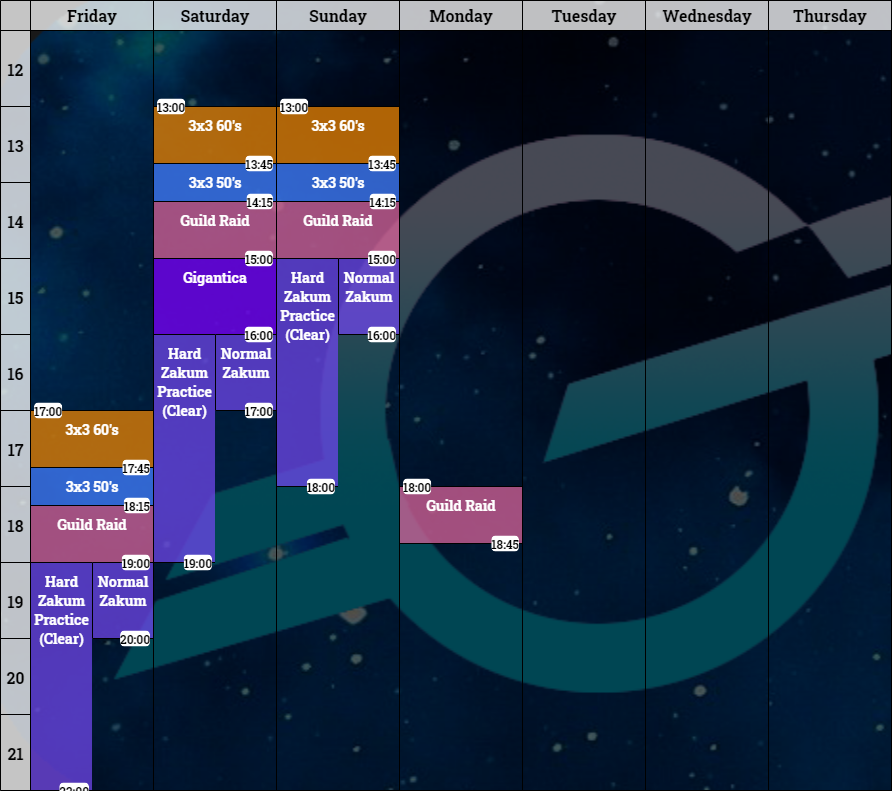 Friday
Saturday
Sunday
Monday
Tuesday
Wednesday
Thursday
12
13
14
15
16
17
18
19
20
21
17:00
3x3 60's
17:45
3x3 50's
18:15
Guild Raid
19:00
Hard
Zakum
Practice
(Clear)
Normal
Zakum
20:00
13:00
3x3 60's
13:45
3x3 50's
14:15
Guild Raid
15:00
Gigantica
16:00
Hard
Zakum
Practice
(Clear)
Normal
Zakum
17:00
19:00
13:00
3x3 60's
13:45
3x3 50's
14:15
Guild Raid
15:00
Hard
Zakum
Practice
(Clear)
Normal
Zakum
16:00
18:00
18:00
Guild Raid
18:45